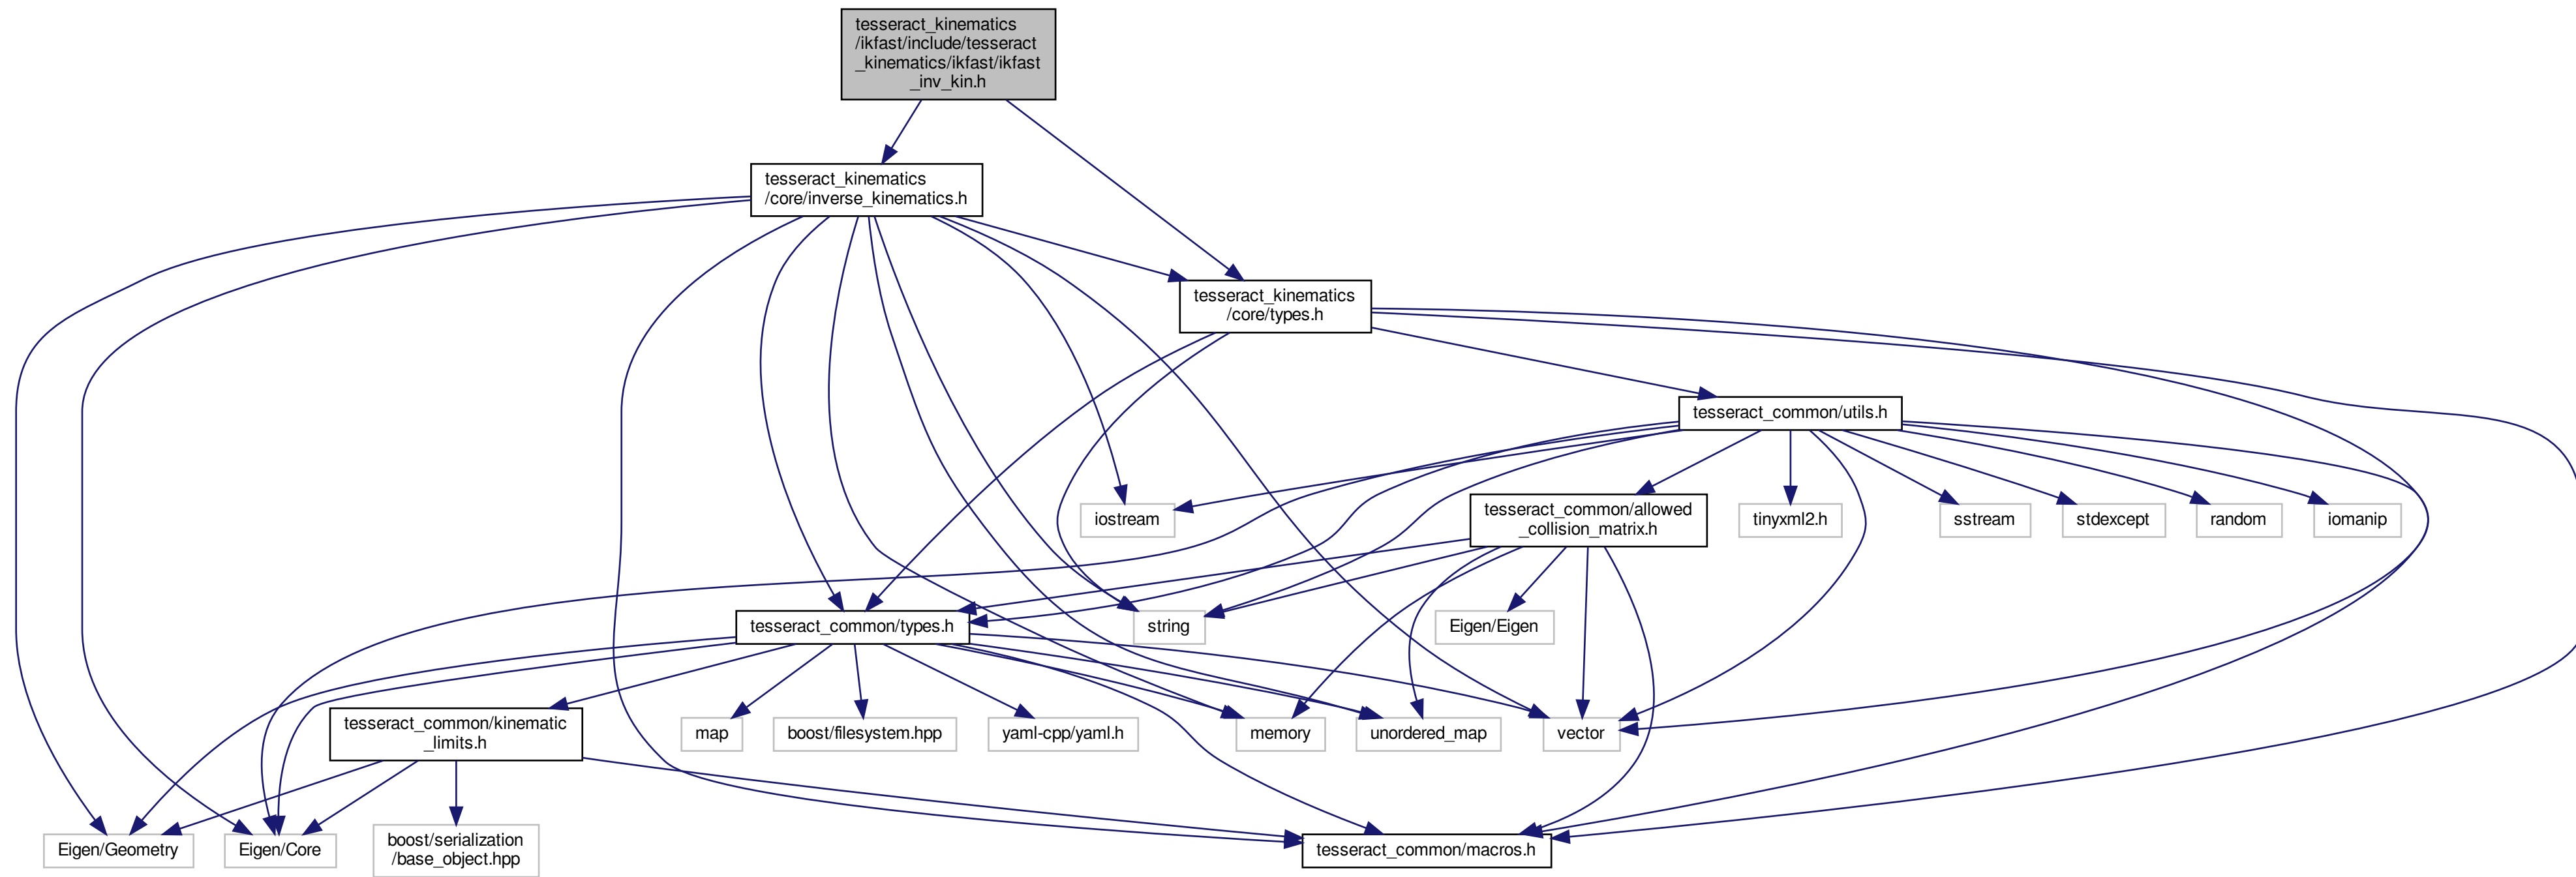 tesseract_kinematics
/ikfast/include/tesseract
_kinematics/ikfast/ikfast
_inv_kin.h
tesseract_kinematics
/core/inverse_kinematics.h
tesseract_kinematics
/core/types.h
tesseract_common/utils.h
iostream
tesseract_common/allowed
_collision_matrix.h
tinyxml2.h
sstream
stdexcept
random
iomanip
tesseract_common/types.h
string
Eigen/Eigen
tesseract_common/kinematic
_limits.h
map
boost/filesystem.hpp
yaml-cpp/yaml.h
memory
unordered_map
vector
Eigen/Geometry
Eigen/Core
boost/serialization
/base_object.hpp
tesseract_common/macros.h